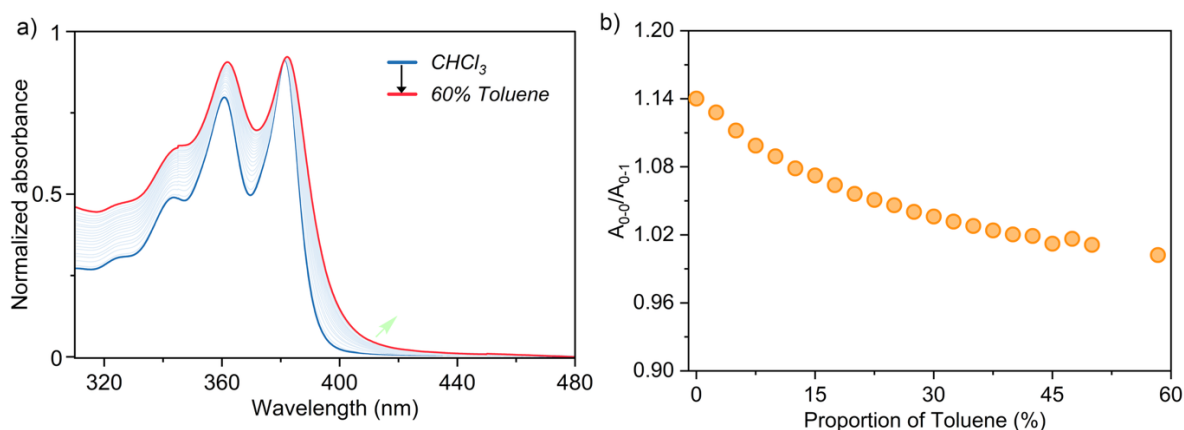 a)
Normalized absorbance
1
0.5
0
320
360
400
440
480
Wavelength (nm)
CHCl₃
60% Toluene
b)
A₀₋₀/A₀₋₁
1.20
1.14
1.08
1.02
0.96
0.90
0
15
30
45
60
Proportion of Toluene (%)